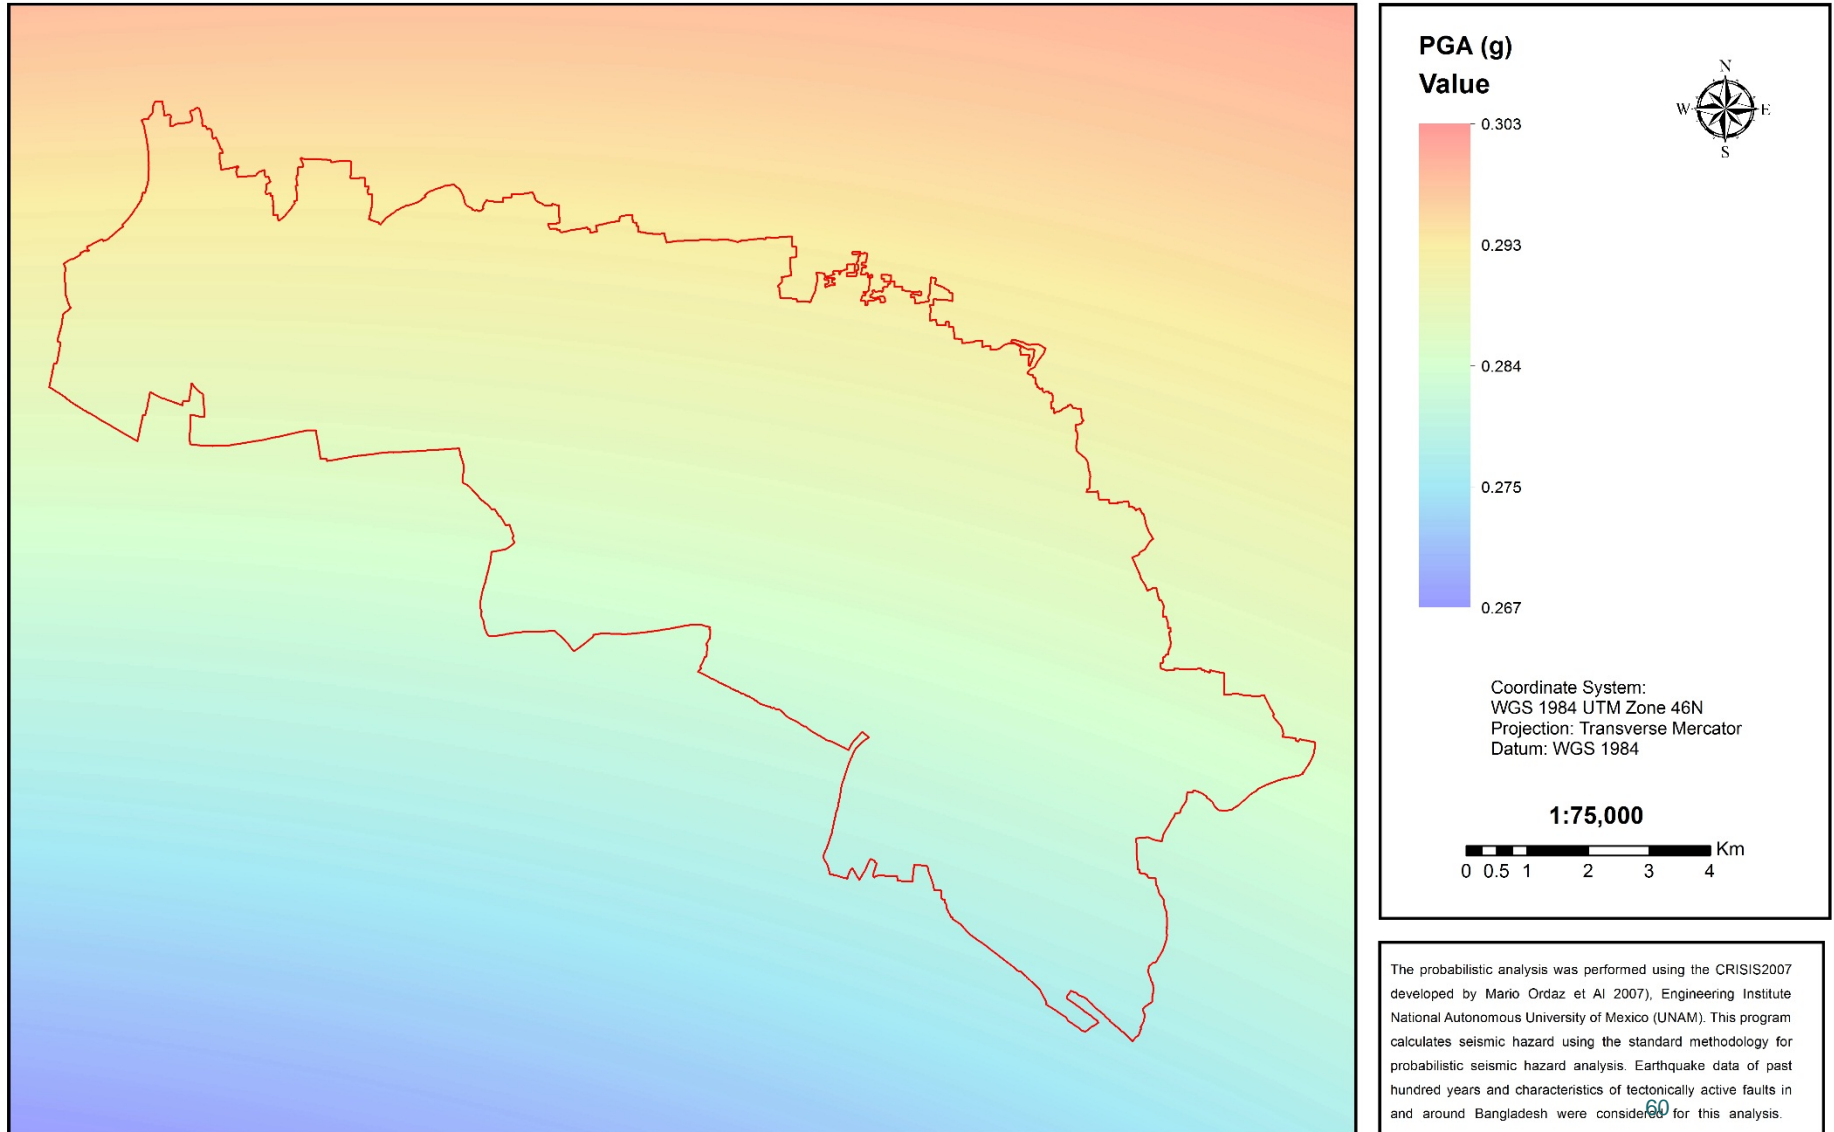 PGA (g)
Value
N
W
E
S
0.303
0.293
0.284
0.275
0.267
Coordinate System:
WGS 1984 UTM Zone 46N
Projection: Transverse Mercator
Datum: WGS 1984
1:75,000
Km
0 0.5 1 2 3 4
The probabilistic analysis was performed using the CRISIS2007
developed by Mario Ordaz et Al 2007), Engineering Institute
National Autonomous University of Mexico (UNAM). This program
calculates seismic hazard using the standard methodology for
probabilistic seismic hazard analysis. Earthquake data of past
hundred years and characteristics of tectonically active faults in
and around Bangladesh were considered for this analysis.
60